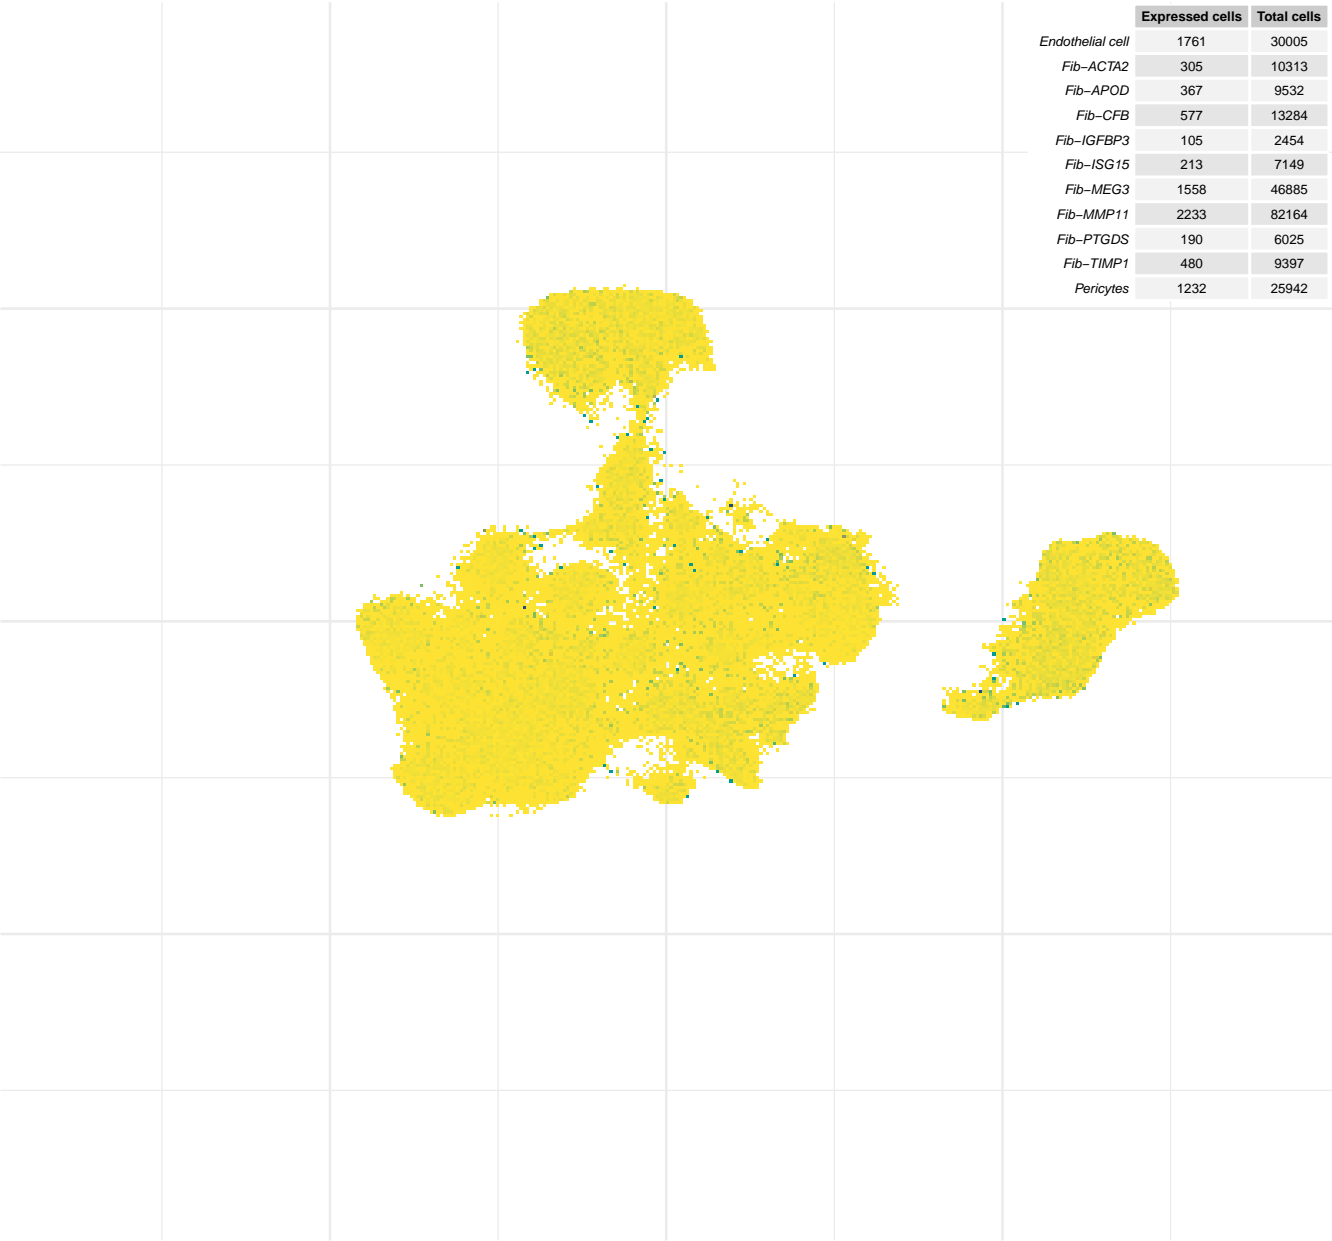 Expressed cells Total cells
Endothelial cell 1761 30005
Fib−ACTA2 305 10313
Fib−APOD 367 9532
Fib−CFB 577 13284
Fib−IGFBP3 105 2454
Fib−ISG15 213 7149
Fib−MEG3 1558 46885
Fib−MMP11 2233 82164
Fib−PTGDS 190 6025
Fib−TIMP1 480 9397
Pericytes 1232 25942